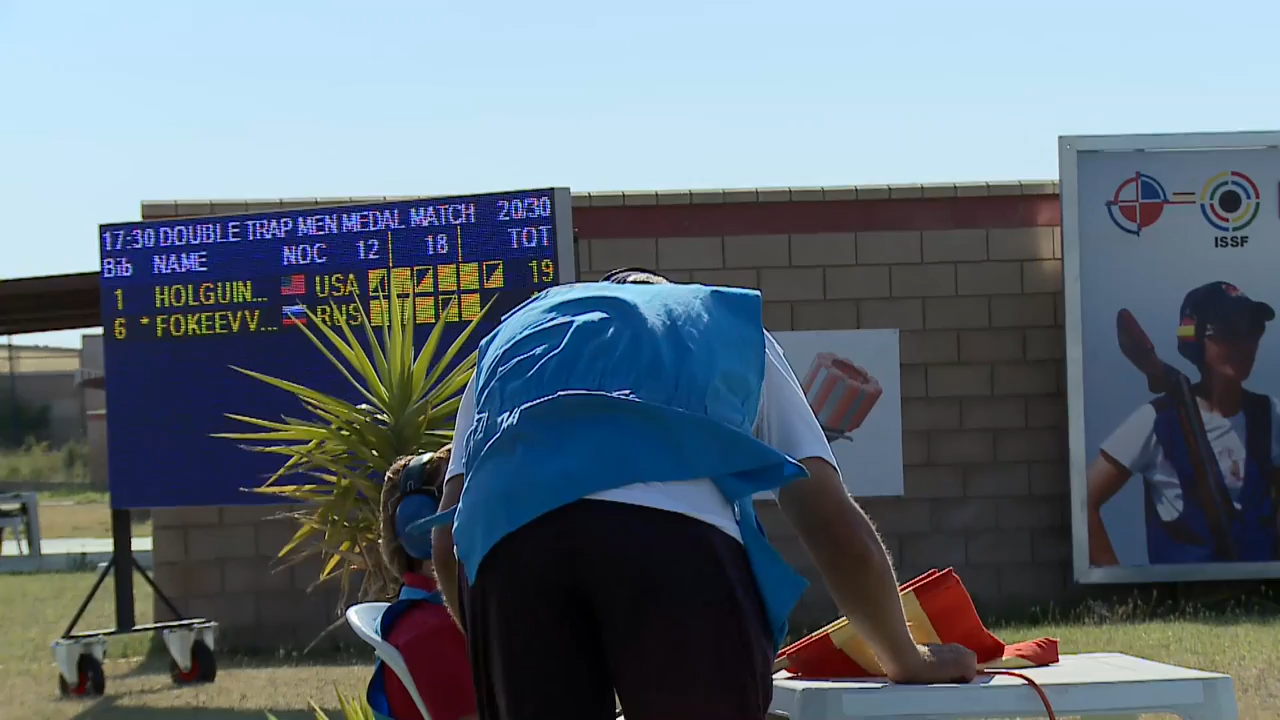 17:30 DOUBLE TRAP MEN MEDAL MATCH 20/30
Bib NAME NOC 12 18 TOT
1 HOLGUIN... USA 19
6 *FOKEEVV... RNS
ISSF